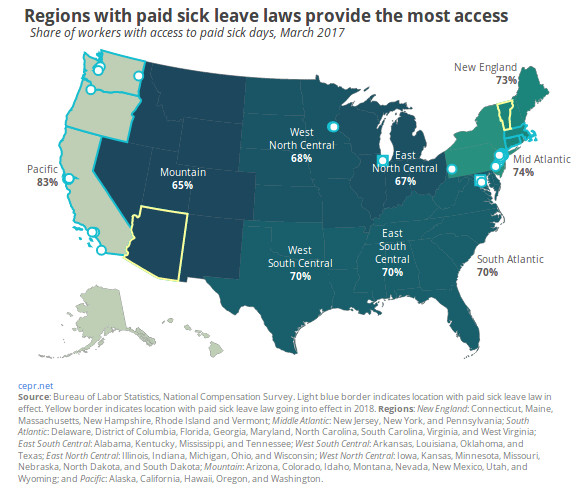 Regions with paid sick leave laws provide the most access
Share of workers with access to paid sick days, March 2017
New England
73%
West
North Central
68%
East
North Central
67%
Mid Atlantic
74%
Pacific
83%
Mountain
65%
West
South Central
70%
East
South
Central
70%
South Atlantic
70%
cepr.net
Source: Bureau of Labor Statistics, National Compensation Survey. Light blue border indicates location with paid sick leave law in
effect. Yellow border indicates location with paid sick leave law going into effect in 2018. Regions: New England: Connecticut, Maine,
Massachusetts, New Hampshire, Rhode Island and Vermont; Middle Atlantic: New Jersey, New York, and Pennsylvania; South
Atlantic: Delaware, District of Columbia, Florida, Georgia, Maryland, North Carolina, South Carolina, Virginia, and West Virginia;
East South Central: Alabama, Kentucky, Mississippi, and Tennessee; West South Central: Arkansas, Louisiana, Oklahoma, and
Texas; East North Central: Illinois, Indiana, Michigan, Ohio, and Wisconsin; West North Central: Iowa, Kansas, Minnesota, Missouri,
Nebraska, North Dakota, and South Dakota; Mountain: Arizona, Colorado, Idaho, Montana, Nevada, New Mexico, Utah, and
Wyoming; and Pacific: Alaska, California, Hawaii, Oregon, and Washington.